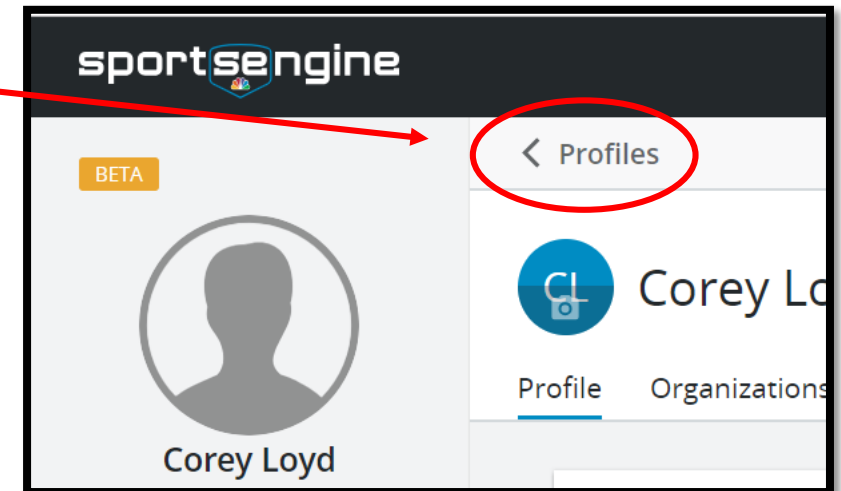 sportsengine
BETA
Profiles
CL
Corey Lo
Profile Organizations
Corey Loyd